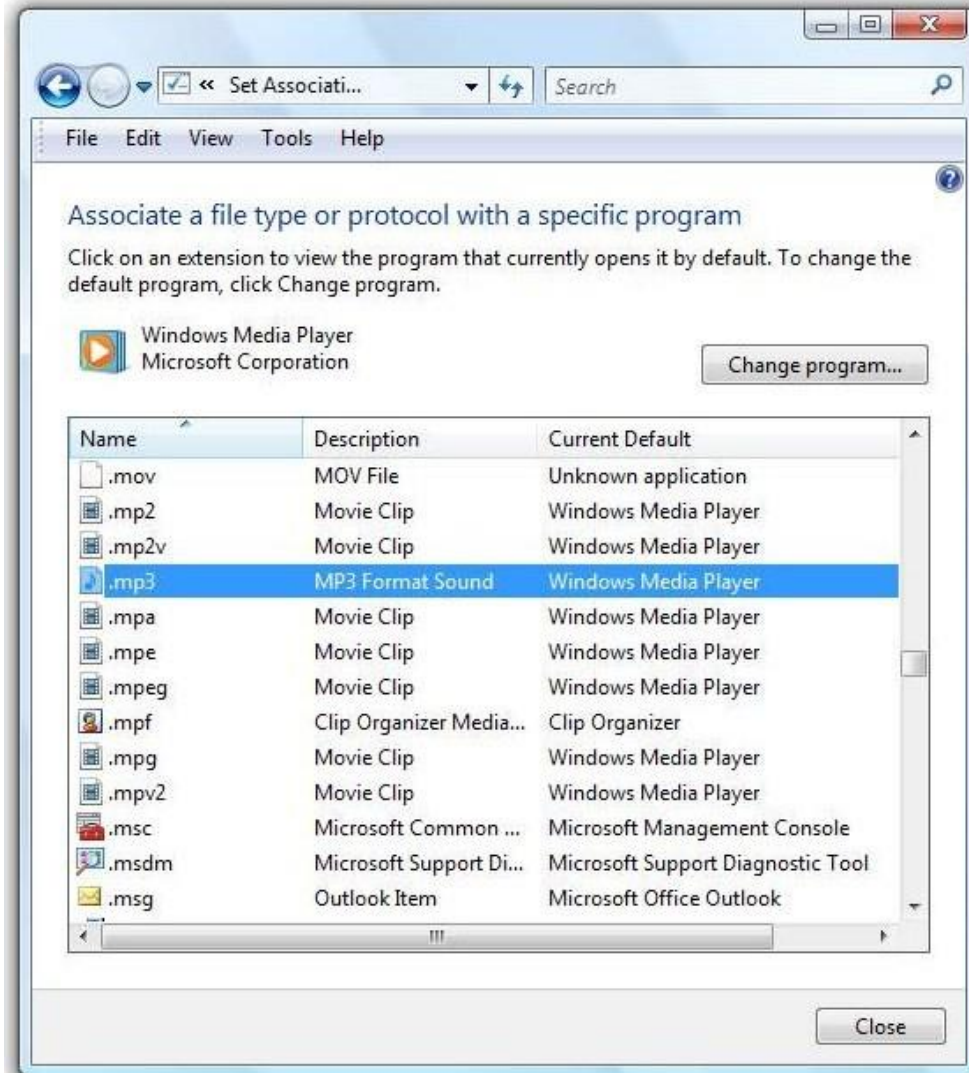 Set Associati...
Search
File Edit View Tools Help
Associate a file type or protocol with a specific program
Click on an extension to view the program that currently opens it by default. To change the
default program, click Change program.
Windows Media Player
Microsoft Corporation
Change program...
Name Description Current Default
.mov MOV File Unknown application
.mp2 Movie Clip Windows Media Player
.mp2v Movie Clip Windows Media Player
.mp3 MP3 Format Sound Windows Media Player
.mpa Movie Clip Windows Media Player
.mpe Movie Clip Windows Media Player
.mpeg Movie Clip Windows Media Player
.mpf Clip Organizer Media... Clip Organizer
.mpg Movie Clip Windows Media Player
.mpv2 Movie Clip Windows Media Player
.msc Microsoft Common ... Microsoft Management Console
.msdm Microsoft Support Di... Microsoft Support Diagnostic Tool
.msg Outlook Item Microsoft Office Outlook
Close